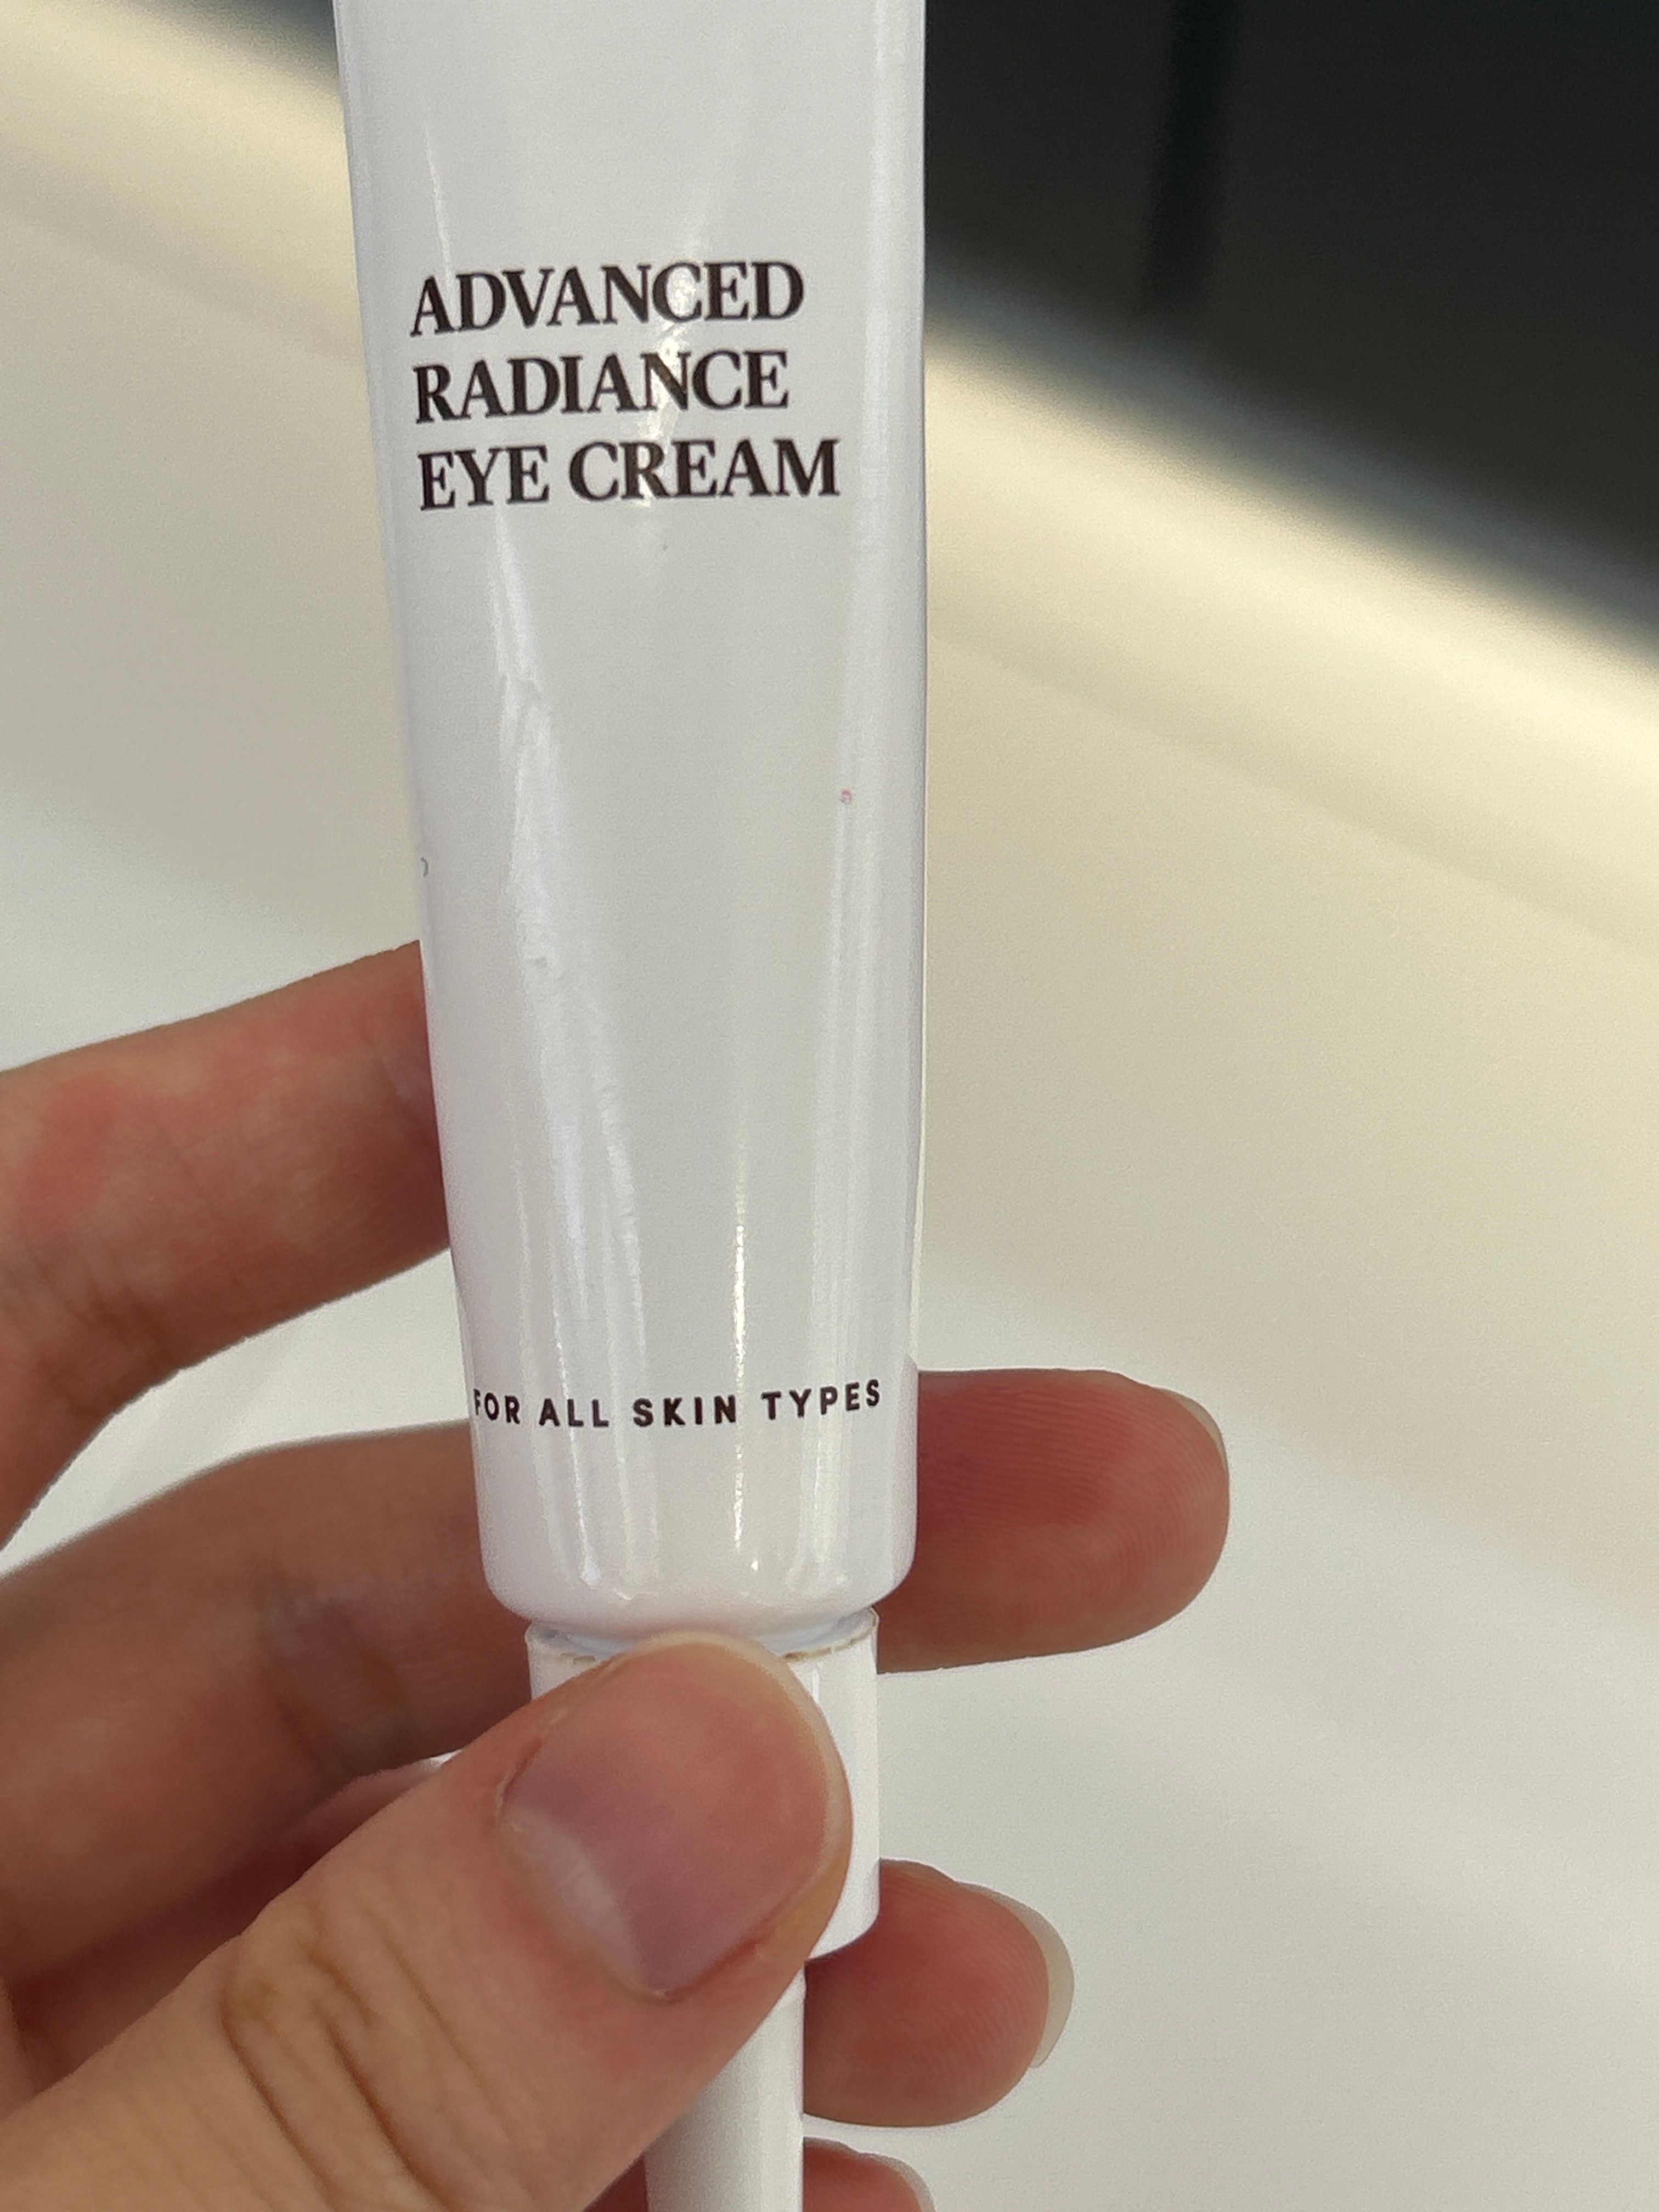 ADVANCED
RADIANCE
EYE CREAM
FOR ALL SKIN TYPES